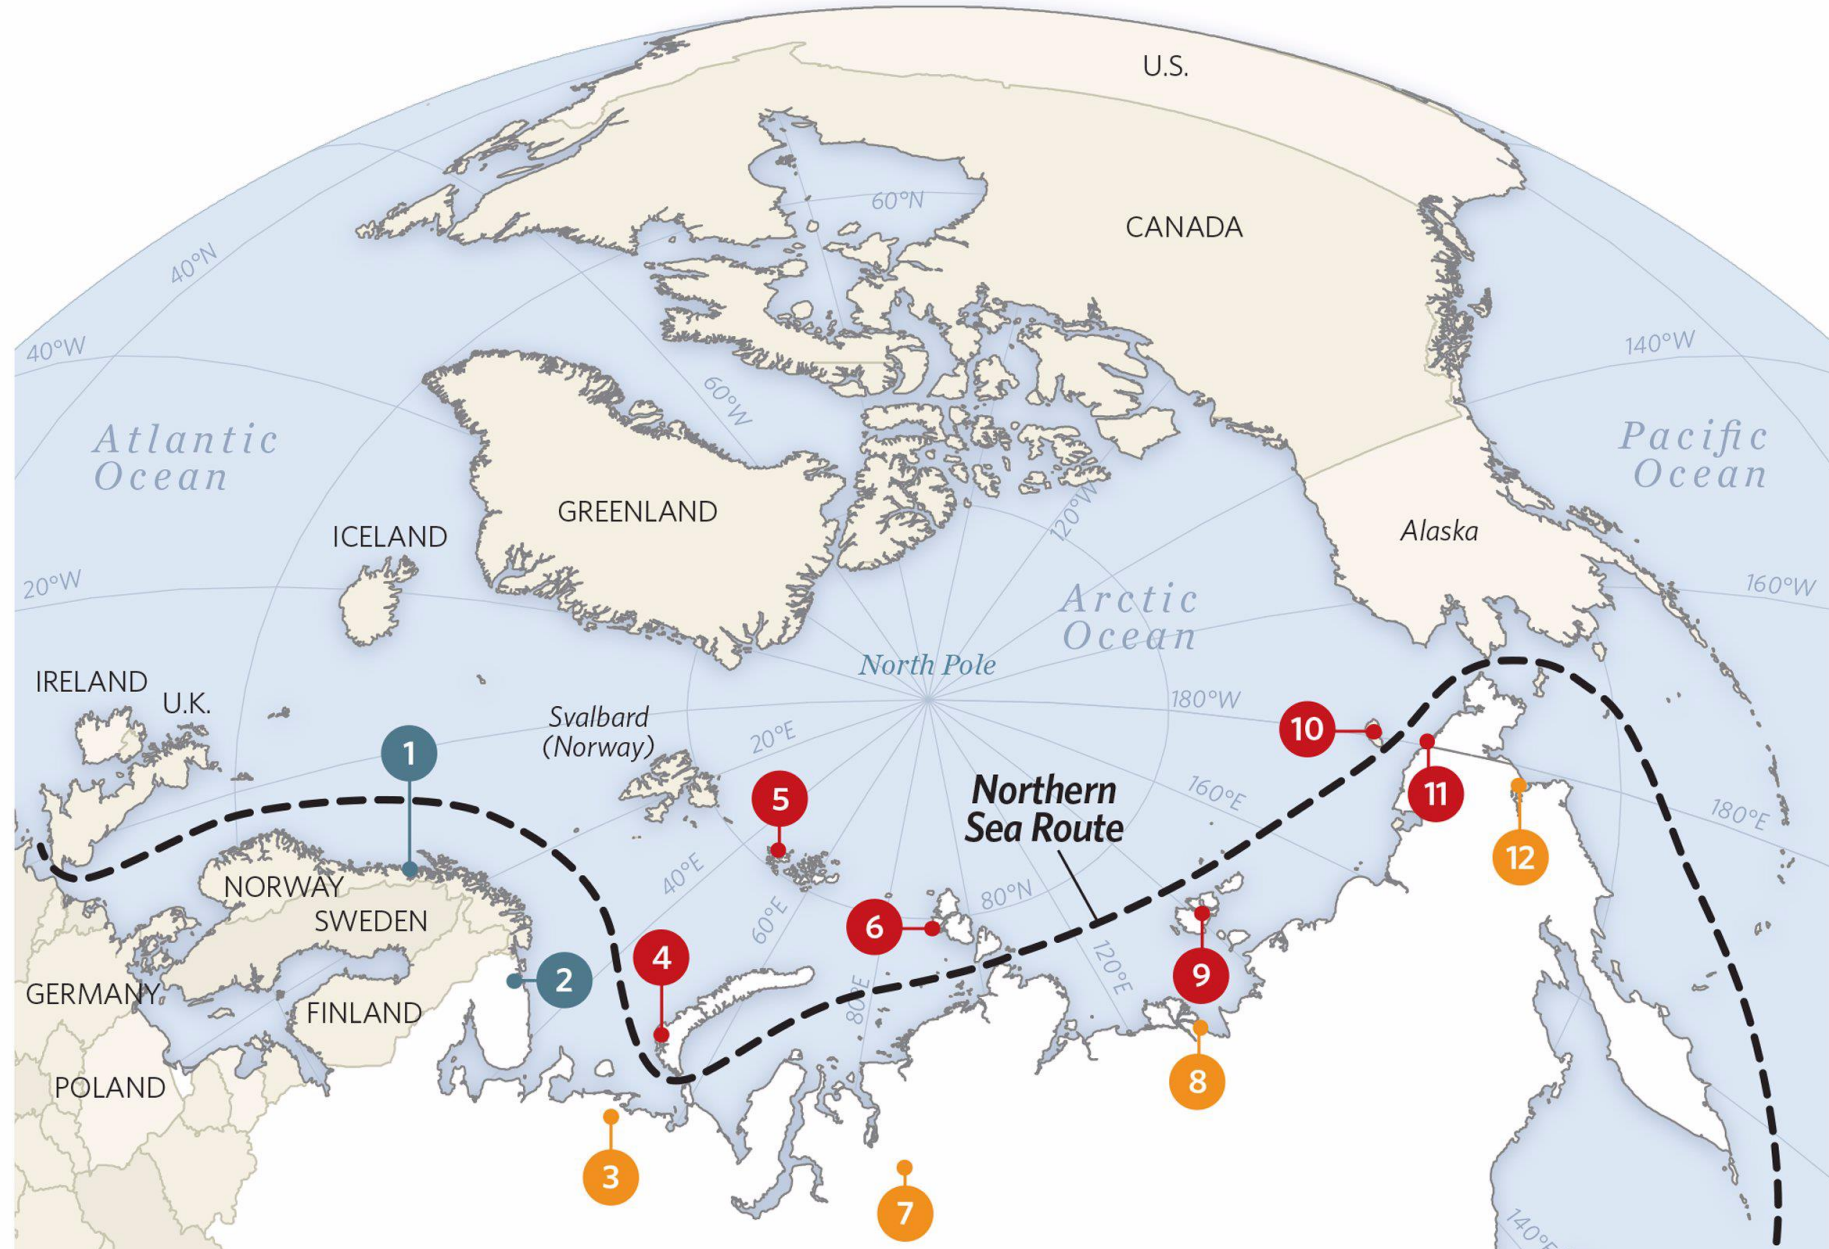 U.S.
CANADA
60°N
40°N
40°W
60°W
140°W
Atlantic
Ocean
Pacific
Ocean
GREENLAND
120°W
Alaska
ICELAND
20°W
160°W
Arctic
Ocean
North Pole
IRELAND
U.K.
180°W
Svalbard
(Norway)
20°E
10
1
5
Northern
Sea Route
160°E
11
180°E
12
40°E
NORWAY
SWEDEN
80°N
60°E
6
4
2
9
120°E
80°E
GERMANY
FINLAND
POLAND
8
3
7
140°E